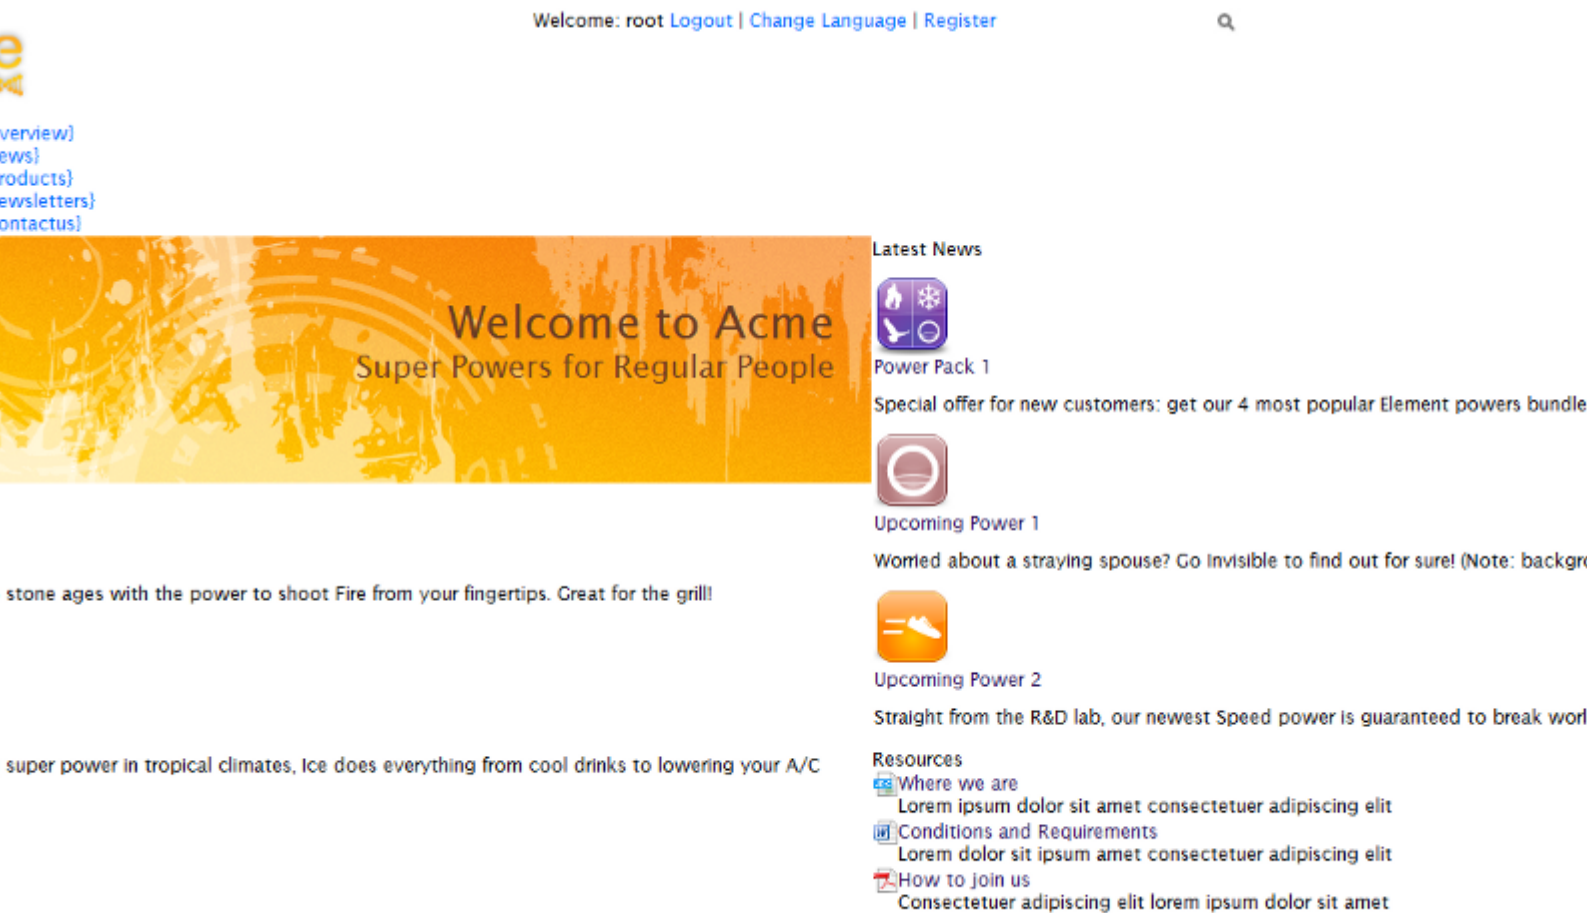 Welcome: root Logout | Change Language | Register
verview}
ews}
roducts}
ewsletters}
ontactus}
Welcome to Acme
Super Powers for Regular People
stone ages with the power to shoot Fire from your fingertips. Great for the grill!
super power in tropical climates, Ice does everything from cool drinks to lowering your A/C
Latest News
Power Pack 1
Special offer for new customers: get our 4 most popular Element powers bundle
Upcoming Power 1
Worried about a straying spouse? Go Invisible to find out for sure! (Note: backgr
Upcoming Power 2
Straight from the R&D lab, our newest Speed power is guaranteed to break worl
Resources
Where we are
Lorem ipsum dolor sit amet consectetuer adipiscing elit
Conditions and Requirements
Lorem dolor sit ipsum amet consectetuer adipiscing elit
How to join us
Consectetuer adipiscing elit lorem ipsum dolor sit amet